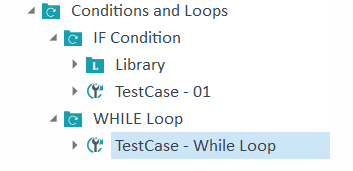 Conditions and Loops
IF Condition
L Library
TestCase - 01
WHILE Loop
TestCase - While Loop